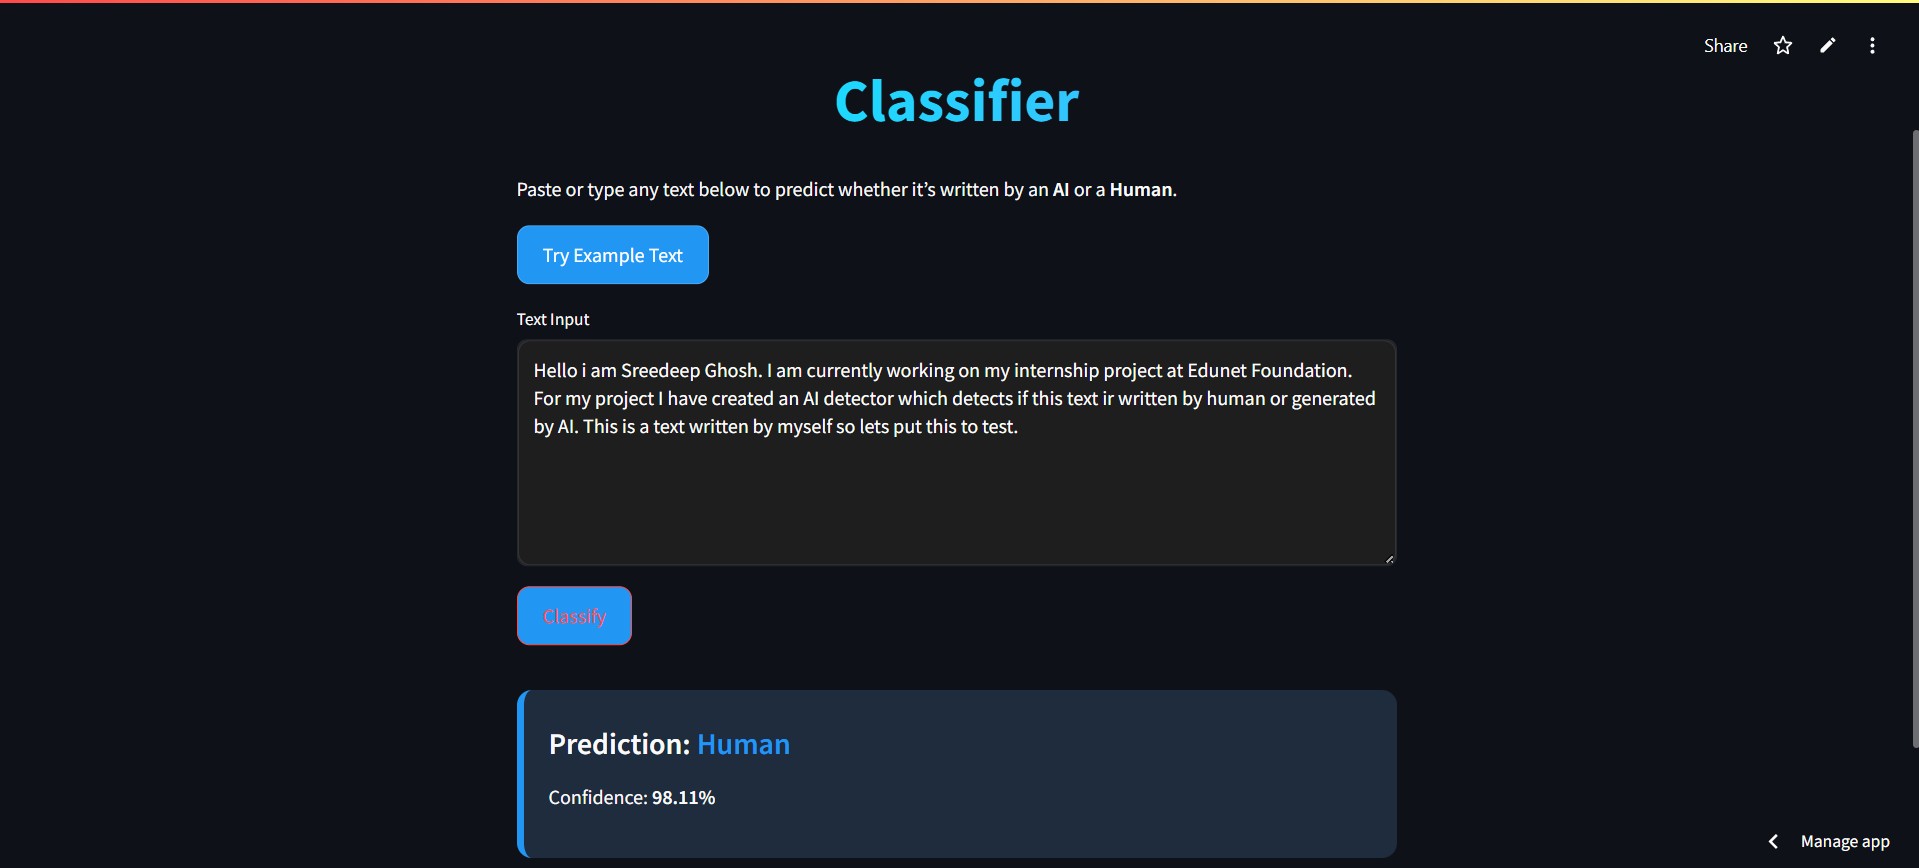 Share
Classifier
Paste or type any text below to predict whether it’s written by an AI or a Human.
Try Example Text
Text Input
Hello i am Sreedeep Ghosh. I am currently working on my internship project at Edunet Foundation.
For my project I have created an AI detector which detects if this text ir written by human or generated
by AI. This is a text written by myself so lets put this to test.
Classify
Prediction: Human
Confidence: 98.11%
Manage app